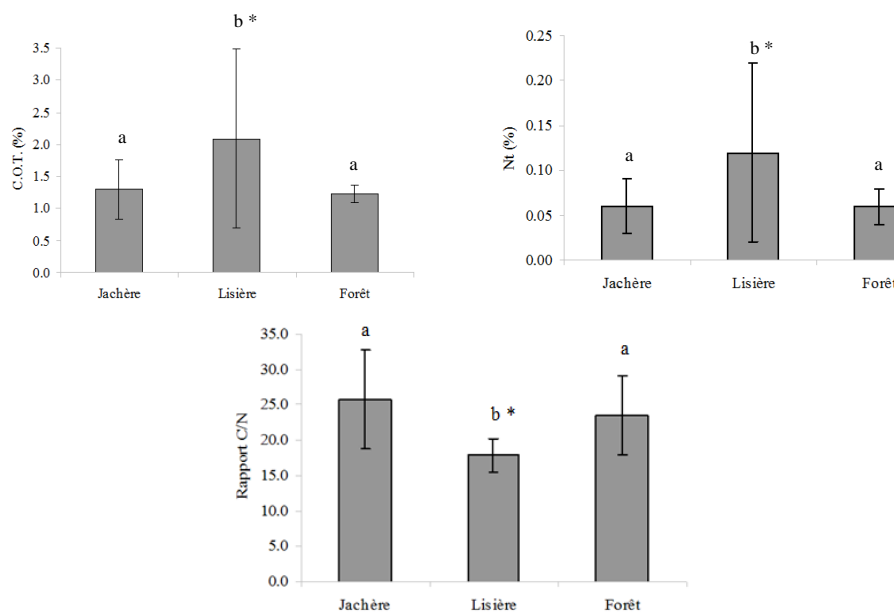 b *
3.5
3.0
2.5
2.0
1.5
1.0
0.5
0.0
C.O.T. (%)
a
a
Jachère
Lisière
Forêt
0.25
0.20
0.15
0.10
0.05
0.00
Nt (%)
a
b *
a
Jachère
Lisière
Forêt
35.0
30.0
25.0
20.0
15.0
10.0
5.0
0.0
Rapport C/N
a
b *
a
Jachère
Lisière
Forêt